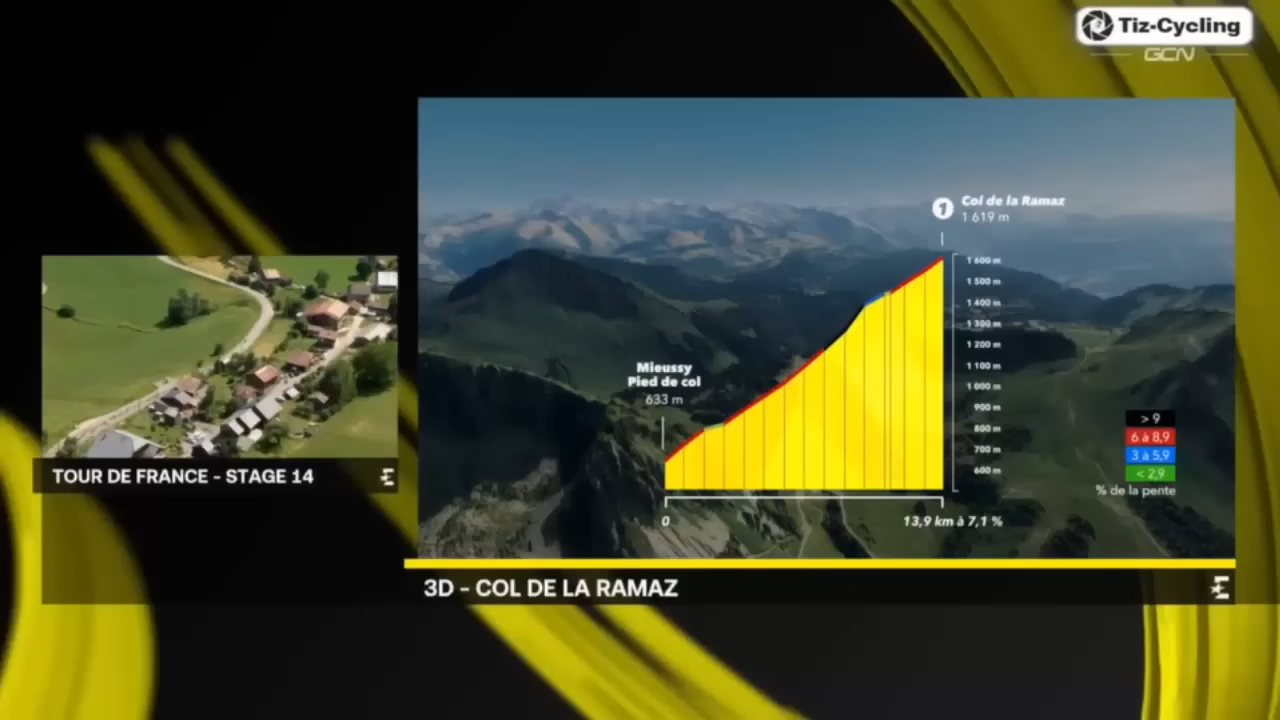 Tiz-Cycling
GCN
Col de la Ramaz
1 619 m
1 600 m
1 500 m
1 400 m
1 300 m
1 200 m
1 100 m
1 000 m
900 m
800 m
700 m
600 m
1
Mieussy
Pied de col
633 m
> 9
6 à 8,9
3 à 5,9
< 2,9
% de la pente
0
13,9 km à 7,1 %
TOUR DE FRANCE - STAGE 14
3D - COL DE LA RAMAZ